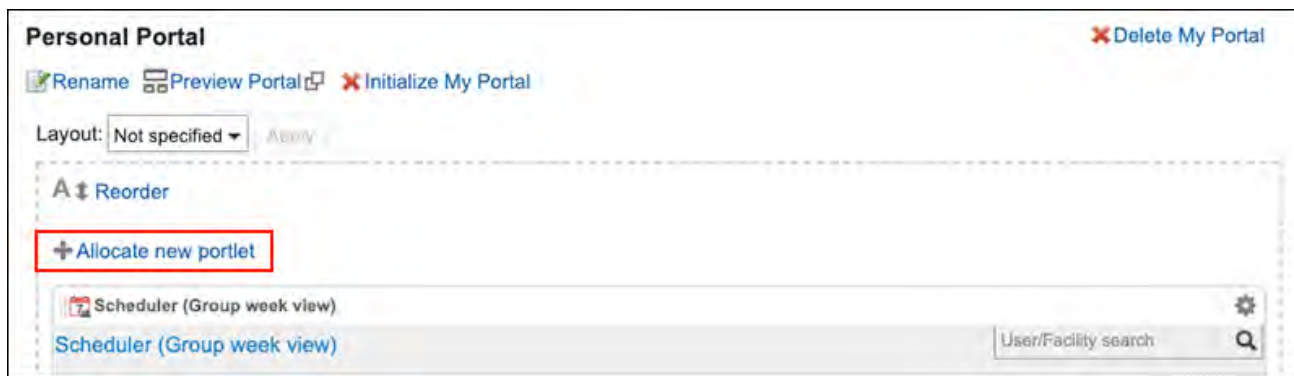 Personal Portal
Delete My Portal
Rename Preview Portal Initialize My Portal
Layout: Not specified Apply
A Reorder
Allocate new portlet
Scheduler (Group week view)
Scheduler (Group week view) User/Facility search